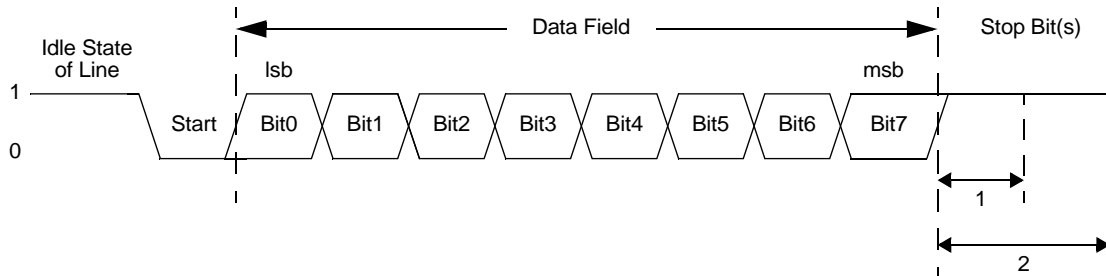 Data Field
Stop Bit(s)
Idle State
of Line
lsb
msb
1
Start
Bit0
Bit1
Bit2
Bit3
Bit4
Bit5
Bit6
Bit7
0
1
2